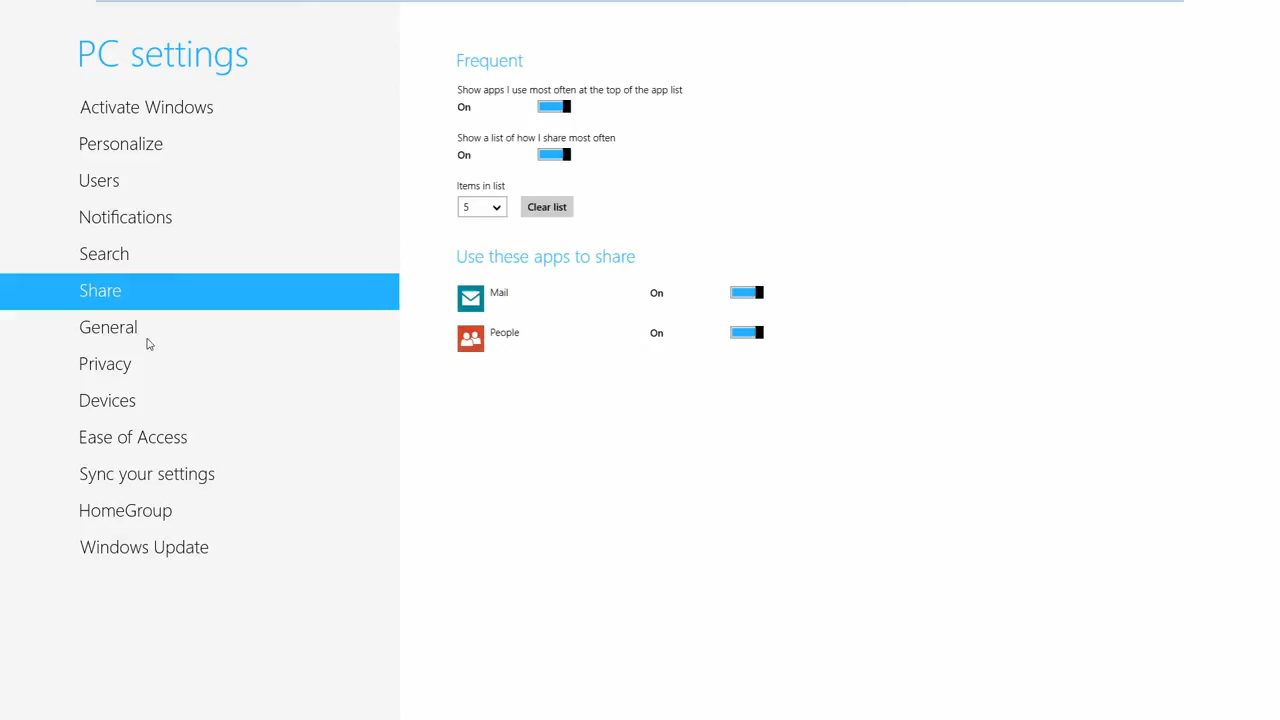 PC settings
Activate Windows
Personalize
Users
Notifications
Search
Share
General
Privacy
Devices
Ease of Access
Sync your settings
HomeGroup
Windows Update
Frequent
Show apps I use most often at the top of the app list
On
Show a list of how I share most often
On
Items in list
5 Clear list
Use these apps to share
Mail On
People On